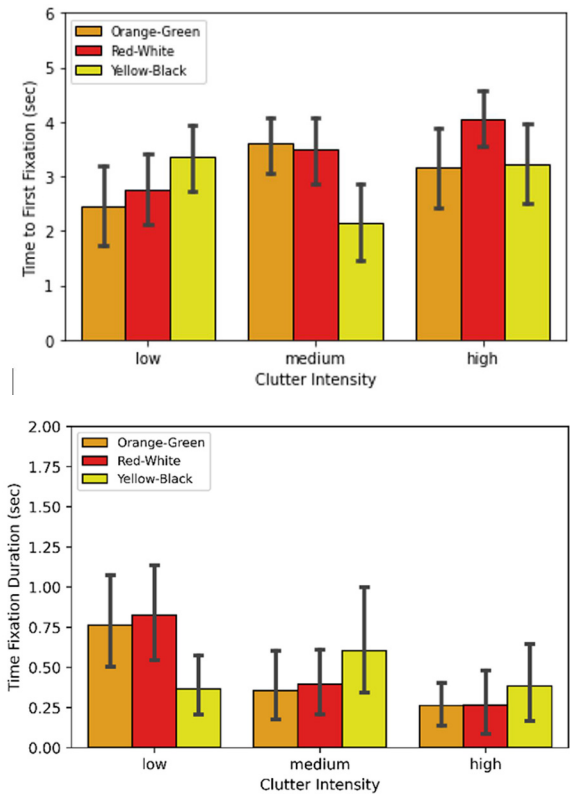 6
5
4
3
2
1
0
Time to First Fixation (sec)
Orange-Green
Red-White
Yellow-Black
low medium high
Clutter Intensity
2.00
1.75
1.50
1.25
1.00
0.75
0.50
0.25
0.00
Time Fixation Duration (sec)
Orange-Green
Red-White
Yellow-Black
low medium high
Clutter Intensity